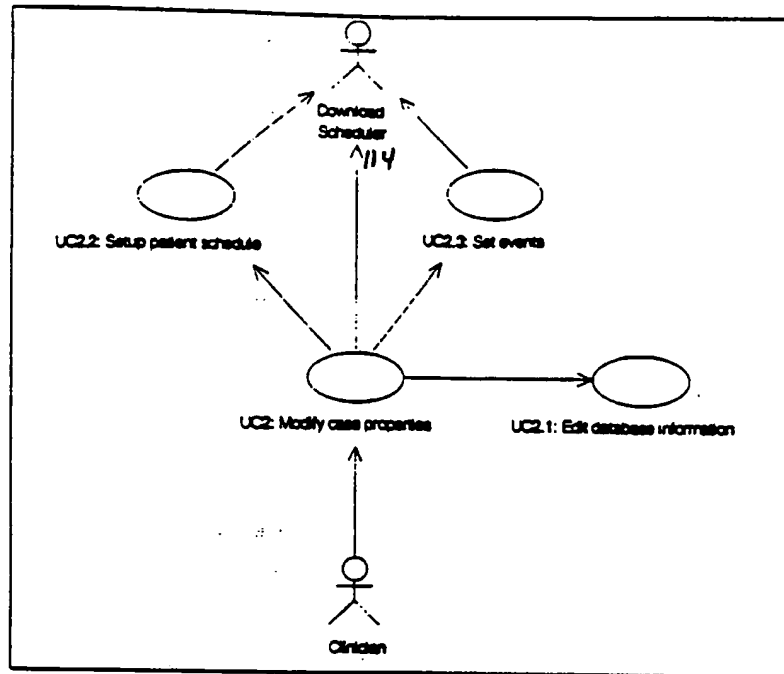 Download
Scheduler
114
UC2.2: Setup patient schedule
UC2.3: Set events
UC2: Modify case properties
UC2.1: Edit database information
Clinician